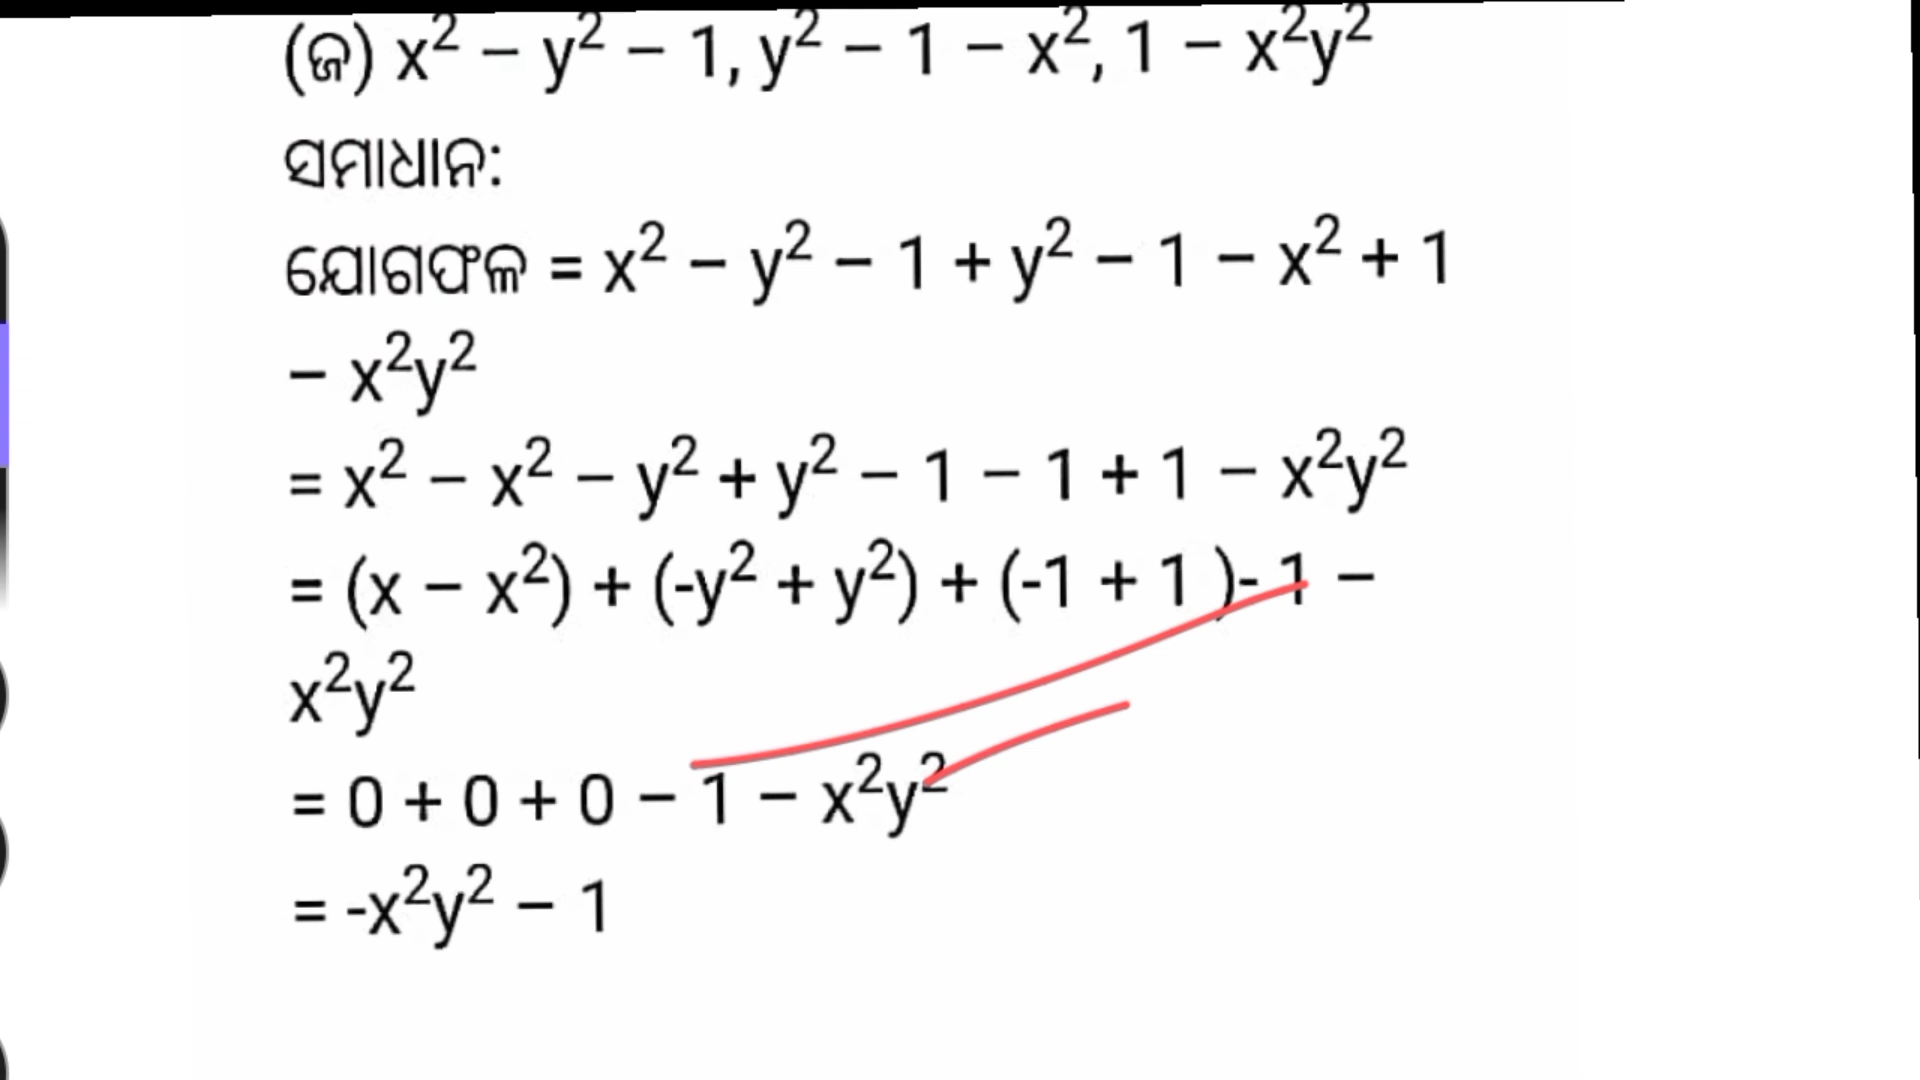 (ଜ) x² − y² − 1, y² − 1 − x², 1 − x²y²
ସମାଧାନ:
ଯୋଗଫଳ = x² − y² − 1 + y² − 1 − x² + 1
− x²y²
= x² − x² − y² + y² − 1 − 1 + 1 − x²y²
= (x − x²) + (-y² + y²) + (-1 + 1 )- 1 −
x²y²
= 0 + 0 + 0 − 1 − x²y²
= -x²y² − 1